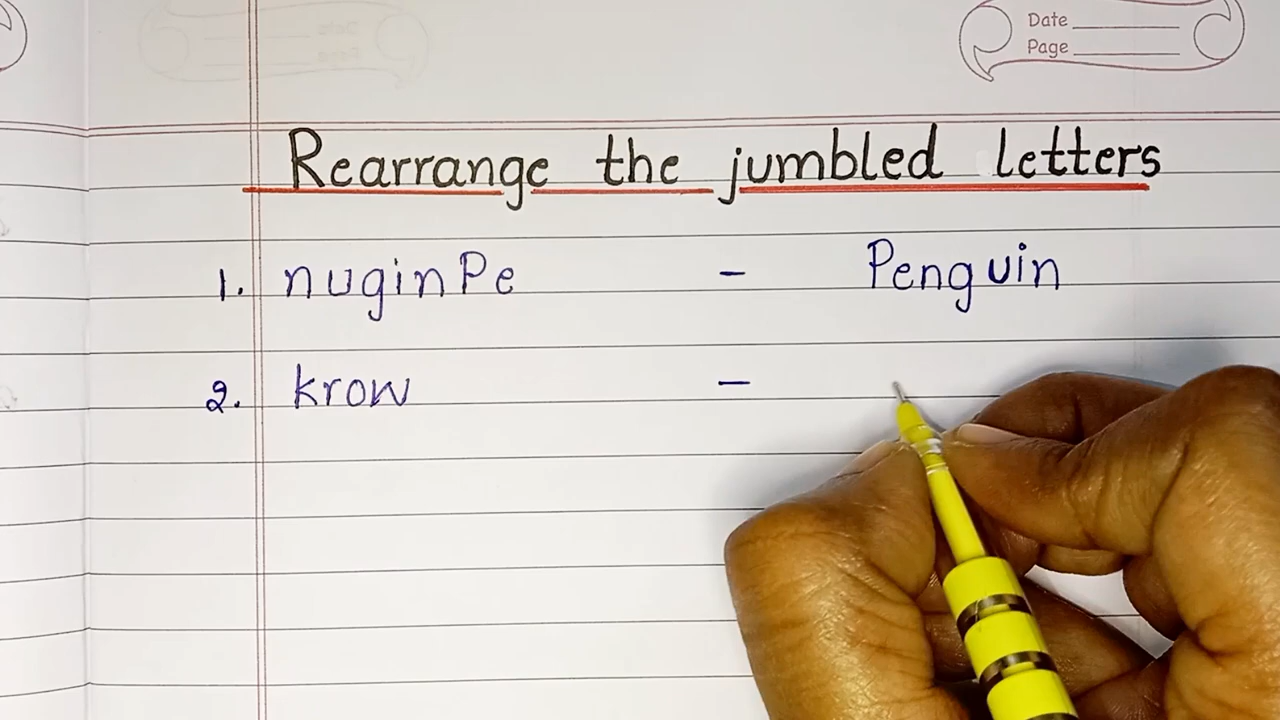 Date
Page
Rearrange the jumbled letters
1. nuginPe - Penguin
2. krow -